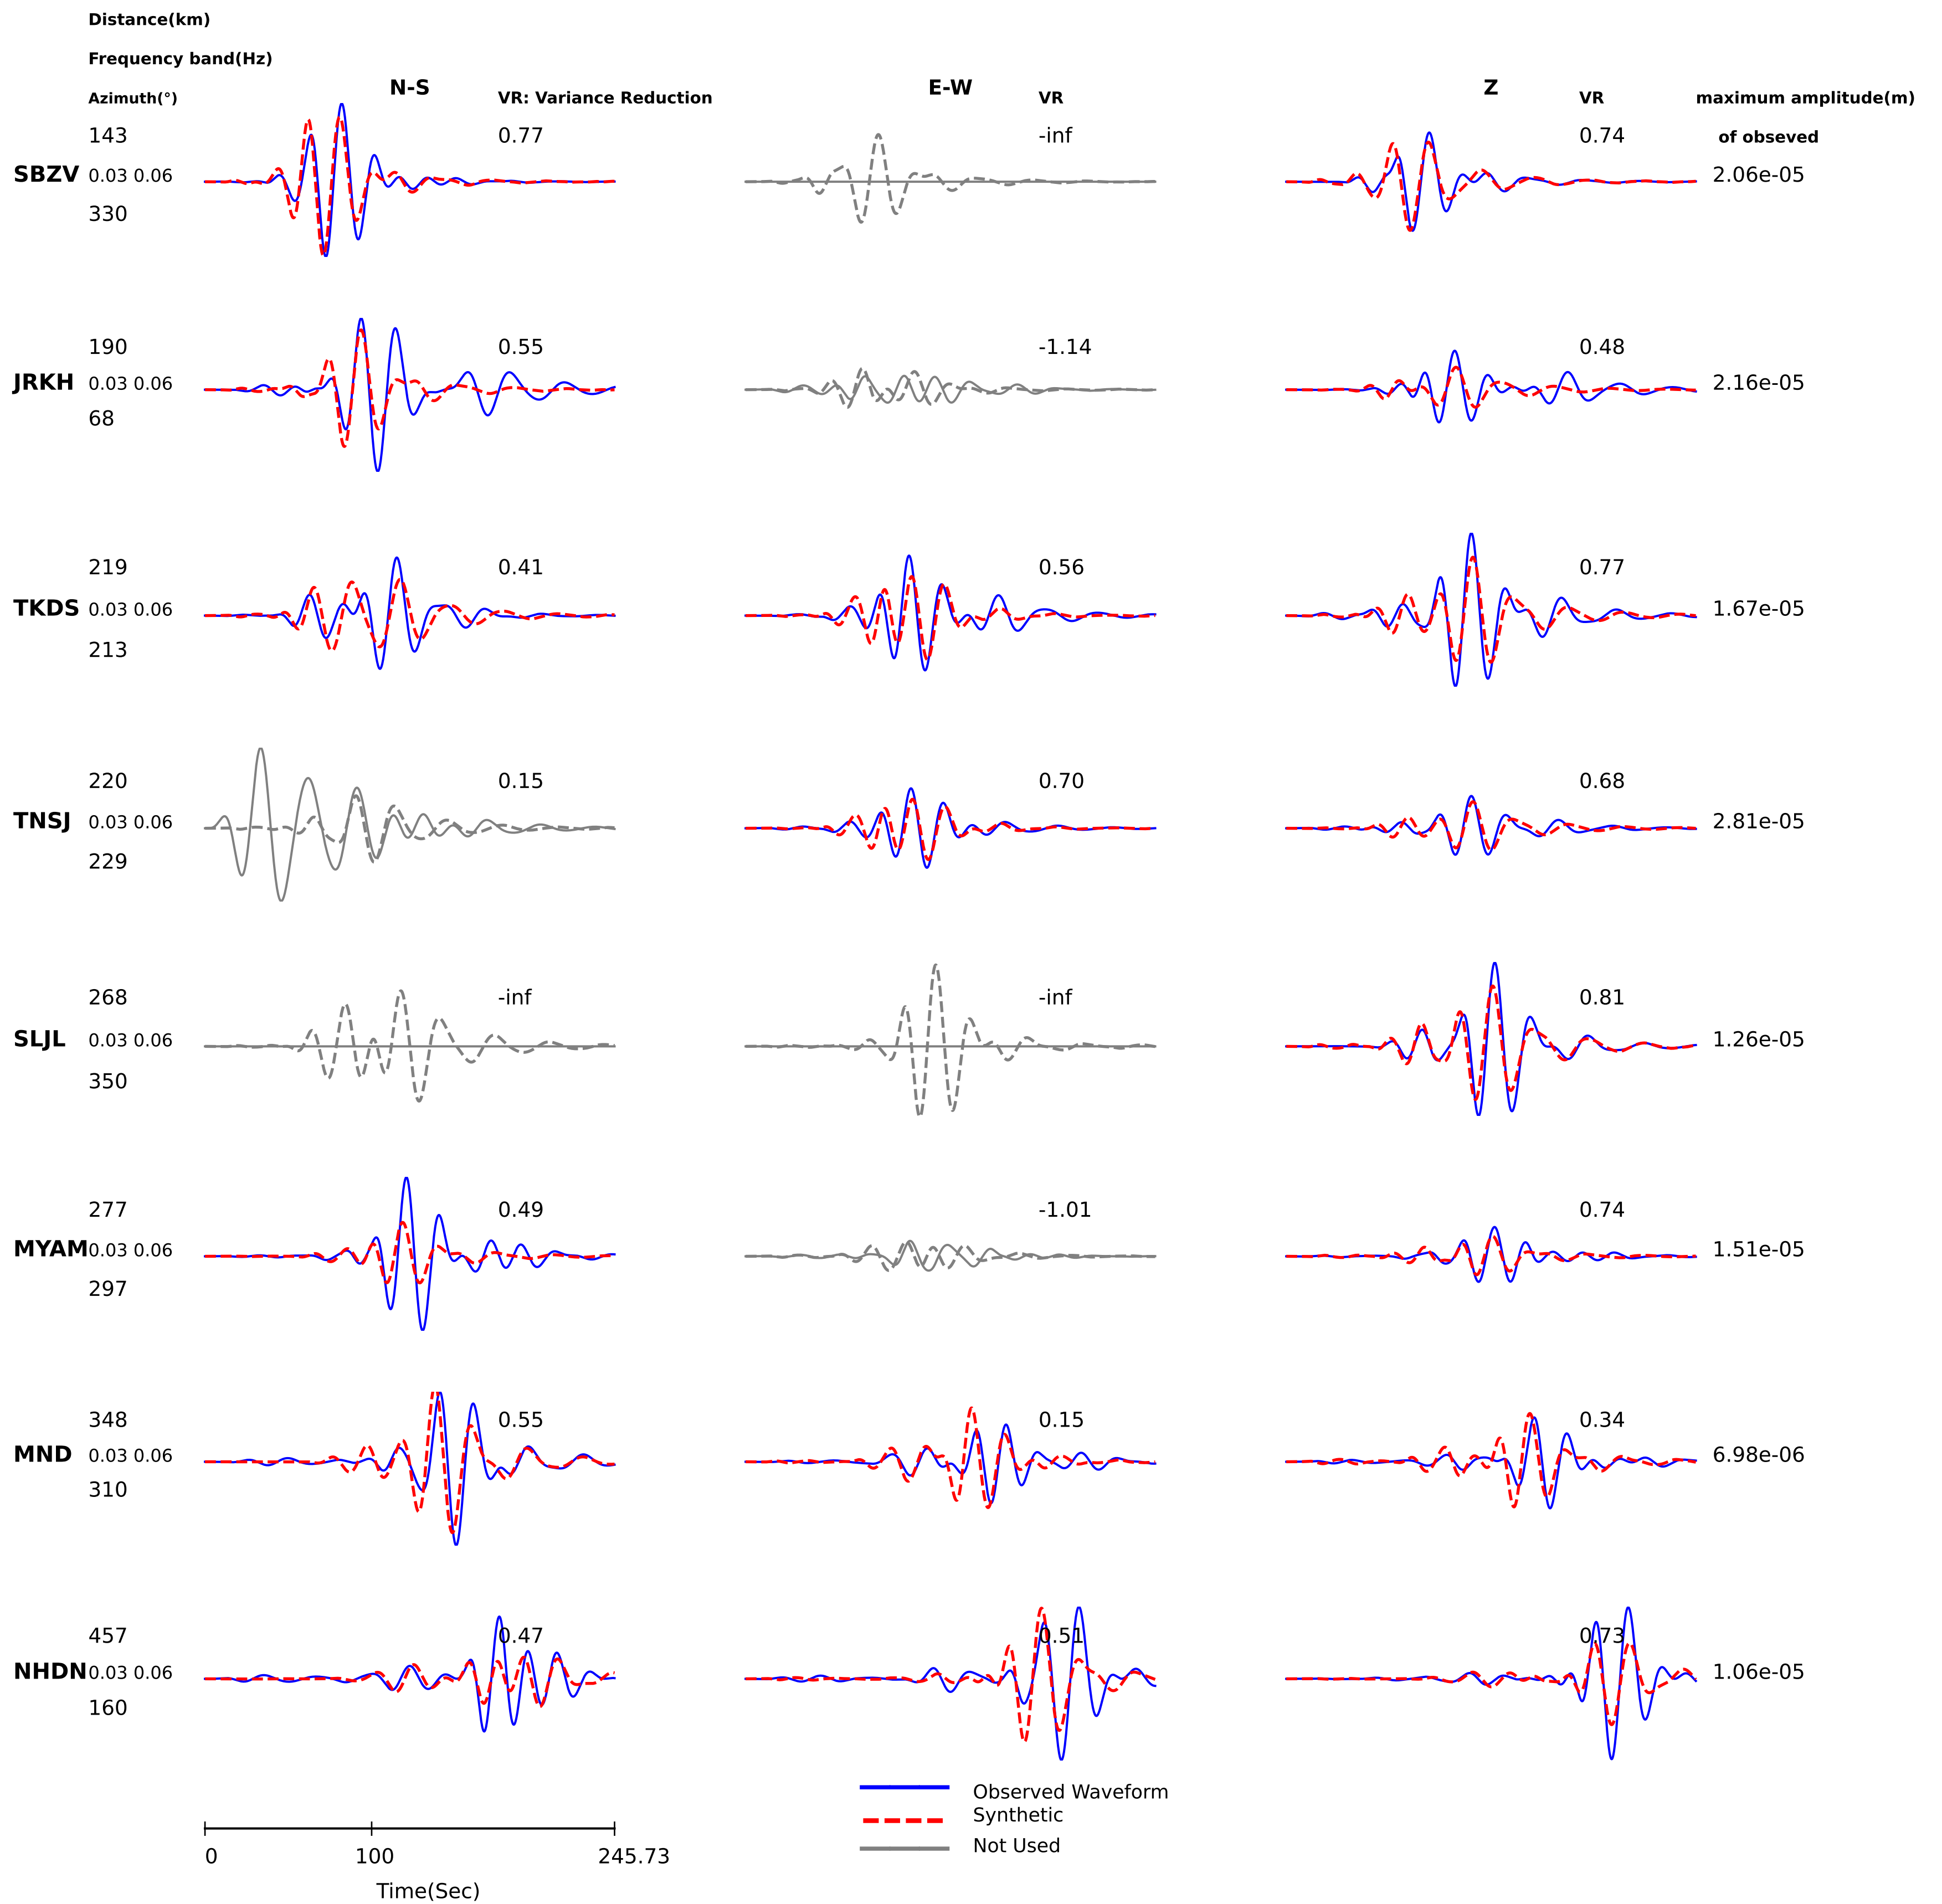 Distance(km)
Frequency band(Hz)
N-S E-W Z
Azimuth(°) VR: Variance Reduction VR VR maximum amplitude(m)
143 0.77 -inf 0.74 of obseved
SBZV 0.03 0.06 2.06e-05
330
190 0.55 -1.14 0.48
JRKH 0.03 0.06 2.16e-05
68
219 0.41 0.56 0.77
TKDS 0.03 0.06 1.67e-05
213
220 0.15 0.70 0.68
TNSJ 0.03 0.06 2.81e-05
229
268 -inf -inf 0.81
SLJL 0.03 0.06 1.26e-05
350
277 0.49 -1.01 0.74
MYAM 0.03 0.06 1.51e-05
297
348 0.55 0.15 0.34
MND 0.03 0.06 6.98e-06
310
457 0.47 0.51 0.73
NHDN 0.03 0.06 1.06e-05
160
Observed Waveform
Synthetic
Not Used
0 100 245.73
Time(Sec)